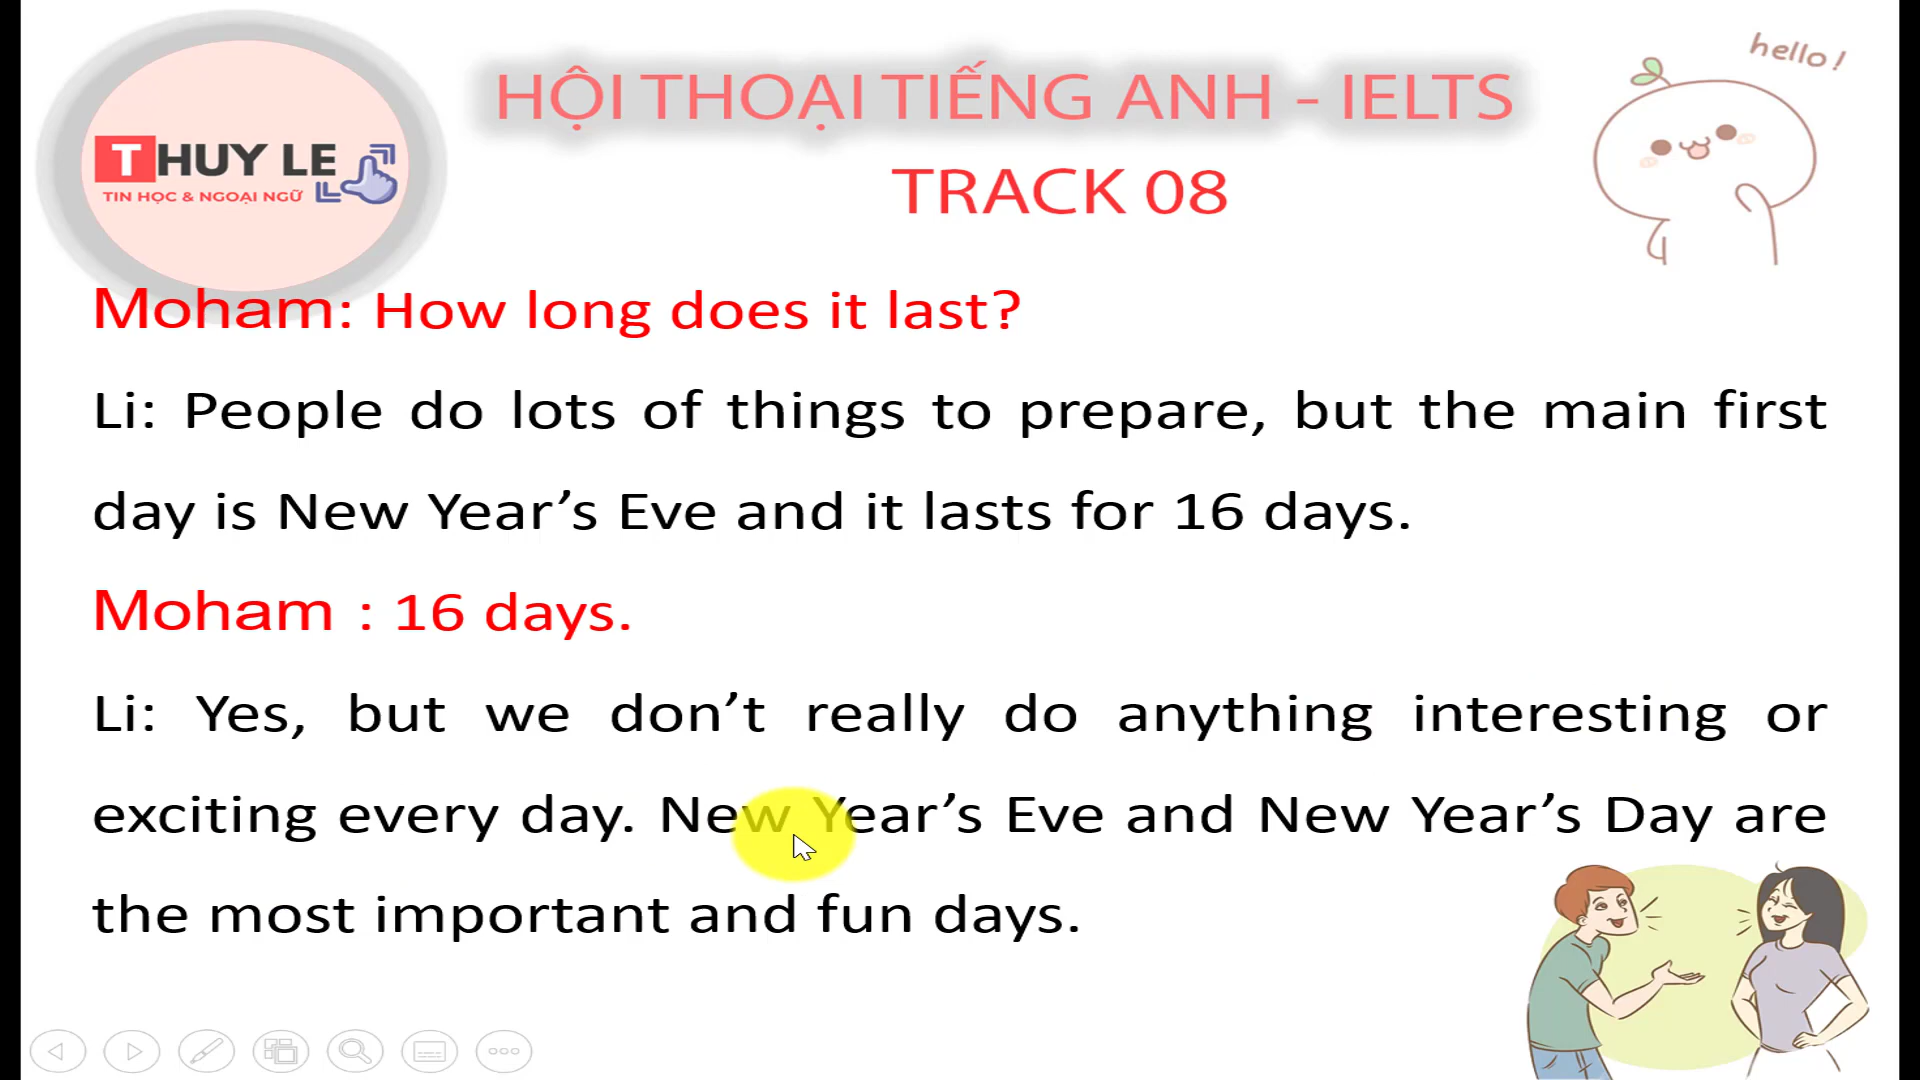 HỘI THOẠI TIẾNG ANH - IELTS
hello!
THUY LE
TIN HỌC & NGOẠI NGỮ
TRACK 08
Moham: How long does it last?
Li: People do lots of things to prepare, but the main first
day is New Year’s Eve and it lasts for 16 days.
Moham : 16 days.
Li: Yes, but we don’t really do anything interesting or
exciting every day. New Year’s Eve and New Year’s Day are
the most important and fun days.